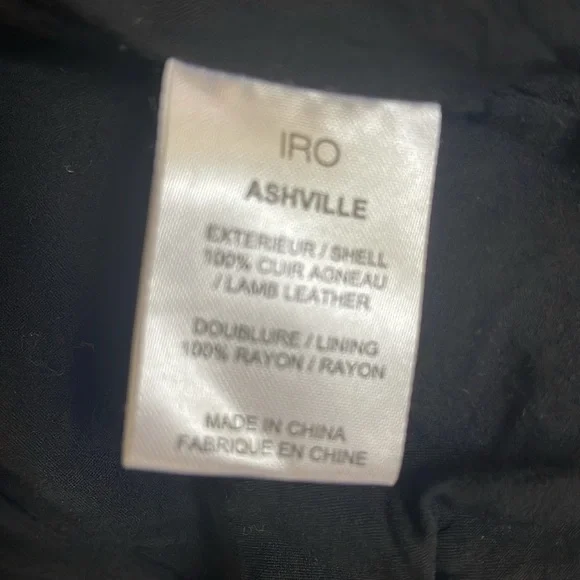 IRO
ASHVILLE
EXTERIEUR / SHELL
100% CUIR AGNEAU
/ LAMB LEATHER
DOUBLURE / LINING
100% RAYON / RAYON
MADE IN CHINA
FABRIQUE EN CHINE